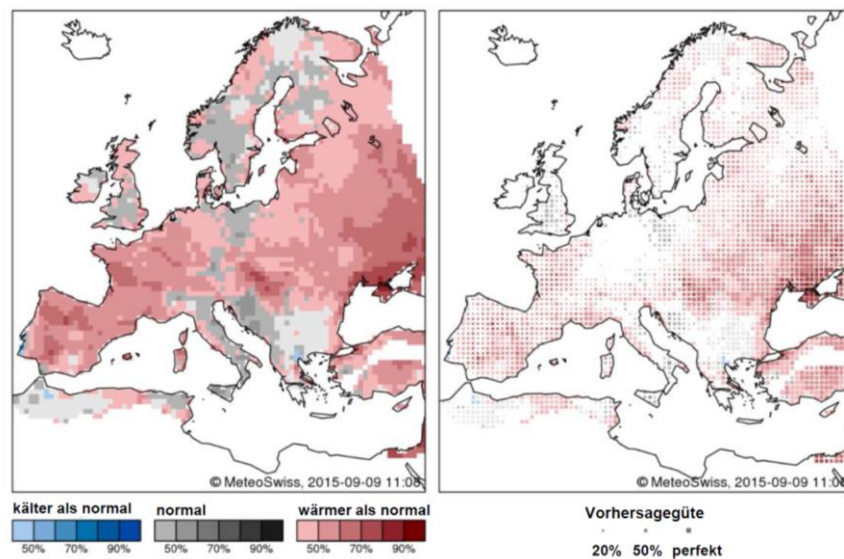 © MeteoSwiss, 2015-09-09 11:08
© MeteoSwiss, 2015-09-09 11:08
kälter als normal
normal
wärmer als normal
50% 70% 90%
50% 70% 90%
50% 70% 90%
Vorhersagegüte
20% 50% perfekt